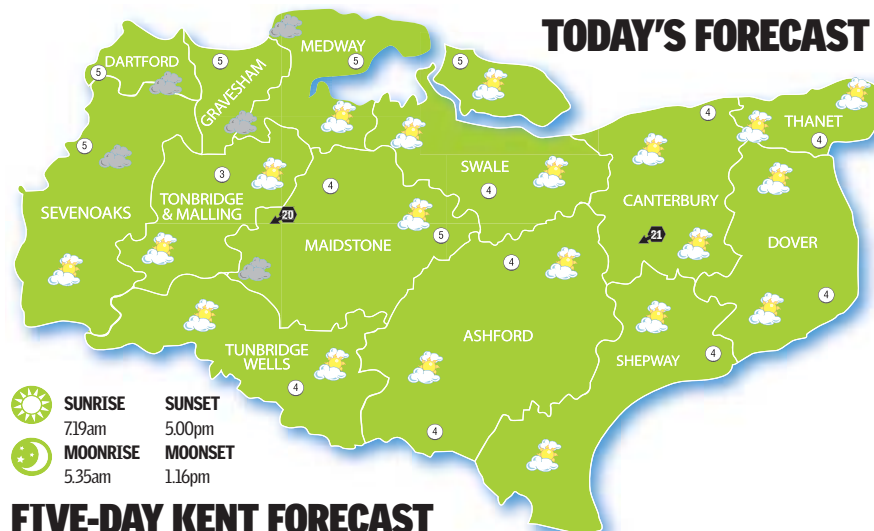 TODAY'S FORECAST
MEDWAY
DARTFORD
5
5
5
5
GRAVESHAM
5
4
THANET
4
5
3
4
SWALE
4
SEVENOAKS
TONBRIDGE
& MALLING
20
CANTERBURY
21
MAIDSTONE
5
DOVER
4
4
ASHFORD
TUNBRIDGE
WELLS
4
SHEPWAY
4
4
SUNRISE SUNSET
7.19am 5.00pm
MOONRISE MOONSET
5.35am 1.16pm
FIVE-DAY KENT FORECAST